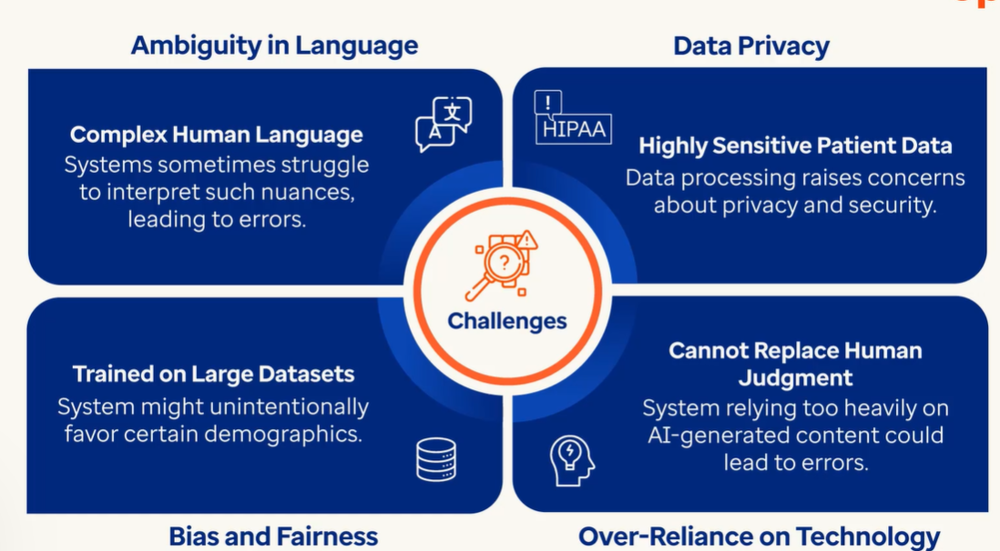 Ambiguity in Language
Complex Human Language
Systems sometimes struggle
to interpret such nuances,
leading to errors.
文
A
Data Privacy
!
HIPAA
Highly Sensitive Patient Data
Data processing raises concerns
about privacy and security.
?
!
Challenges
Trained on Large Datasets
System might unintentionally
favor certain demographics.
Bias and Fairness
Cannot Replace Human
Judgment
System relying too heavily on
AI-generated content could
lead to errors.
Over-Reliance on Technology